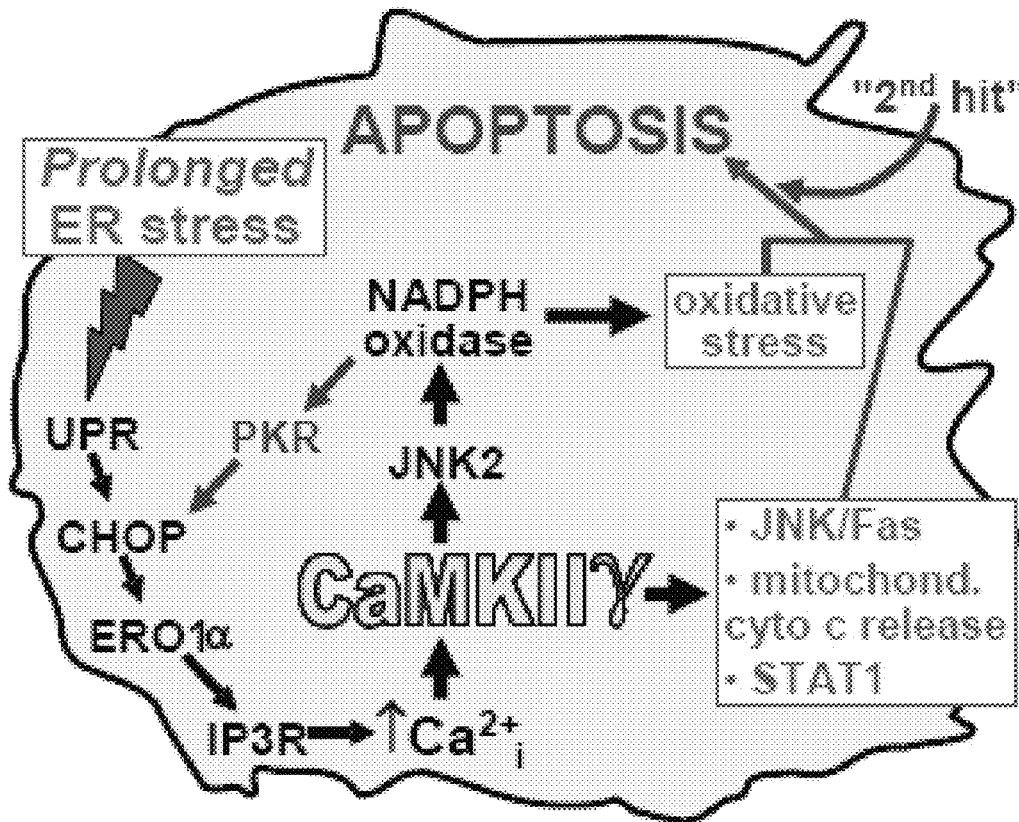 "2nd hit"
APOPTOSIS
Prolonged
ER stress
NADPH
oxidase
oxidative
stress
UPR
PKR
JNK2
CHOP
CaMKIIγ
• JNK/Fas
• mitochond.
cyto c release
• STAT1
ERO1α
IP3R
↑Ca²⁺ᵢ